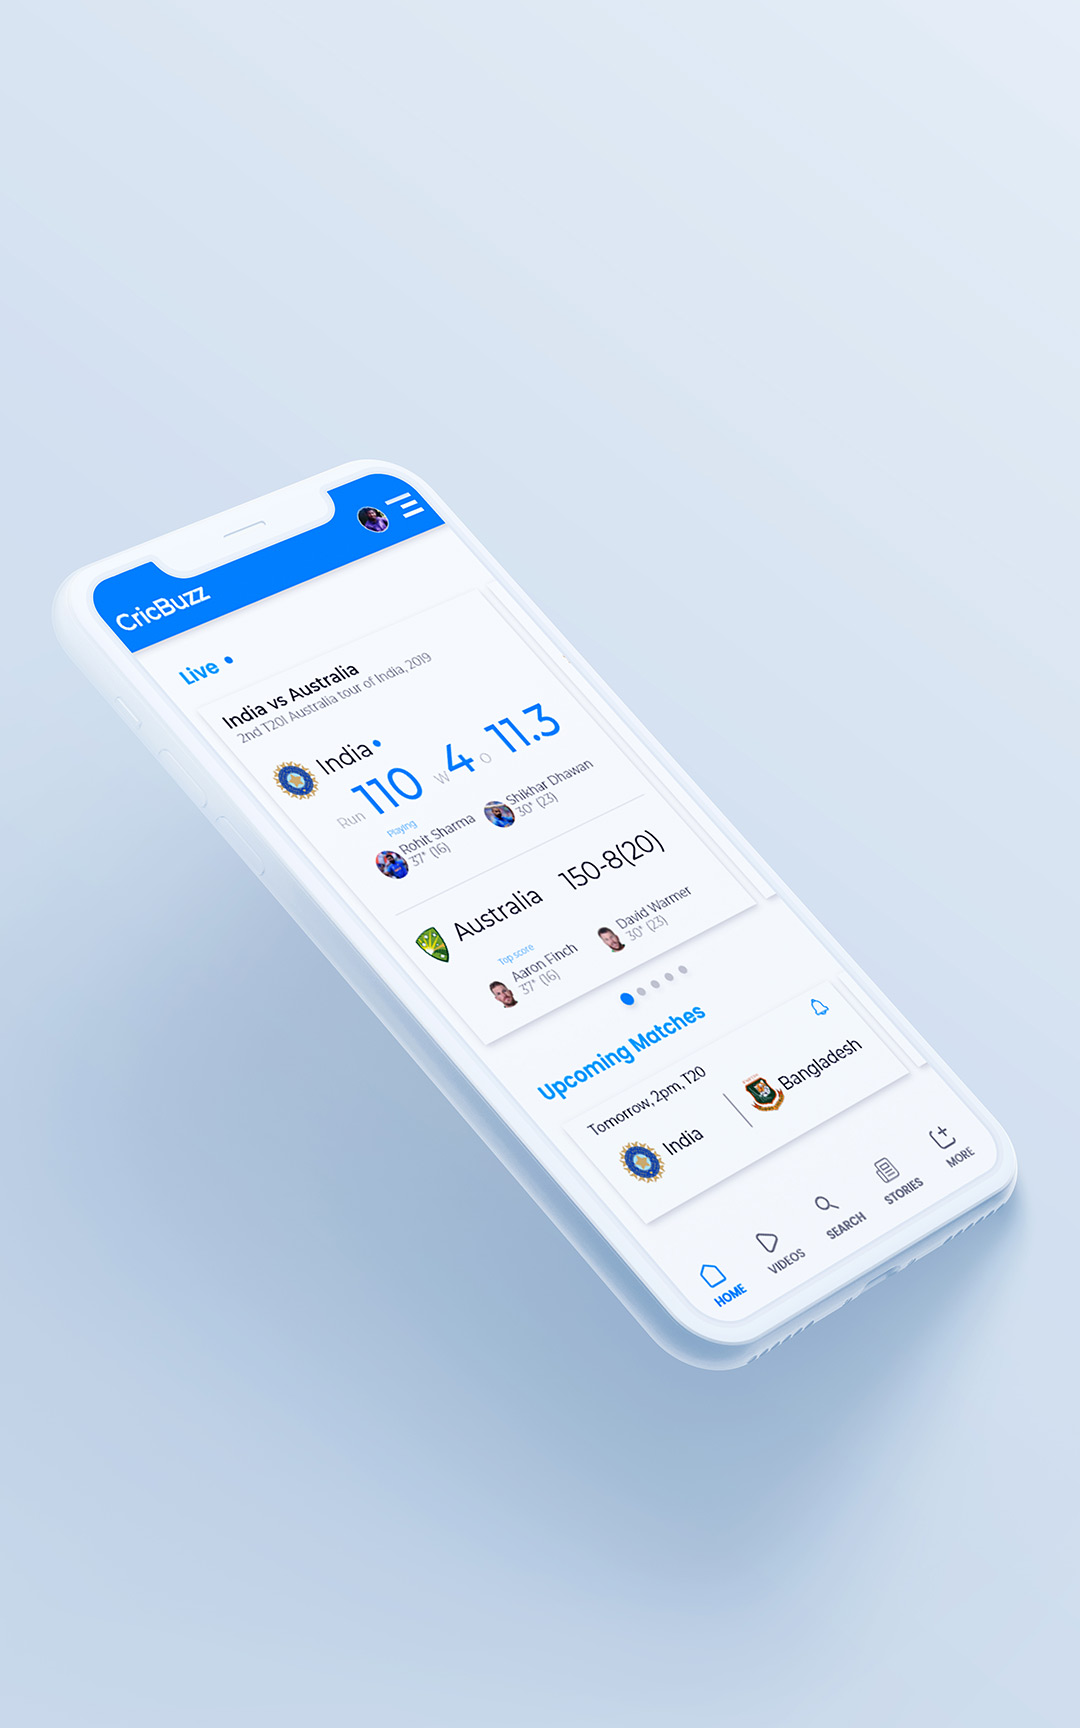 CricBuzz
Live
India vs Australia
2nd T20I Australia tour of India, 2019
India
Run 110 W 4 O 11.3
Playing
Rohit Sharma
37* (16)
Shikhar Dhawan
30* (23)
Australia 150-8(20)
Top score
Aaron Finch
37* (16)
David Warmer
30* (23)
Upcoming Matches
Tomorrow, 2pm, T20
India
Bangladesh
HOME
VIDEOS
SEARCH
STORIES
MORE